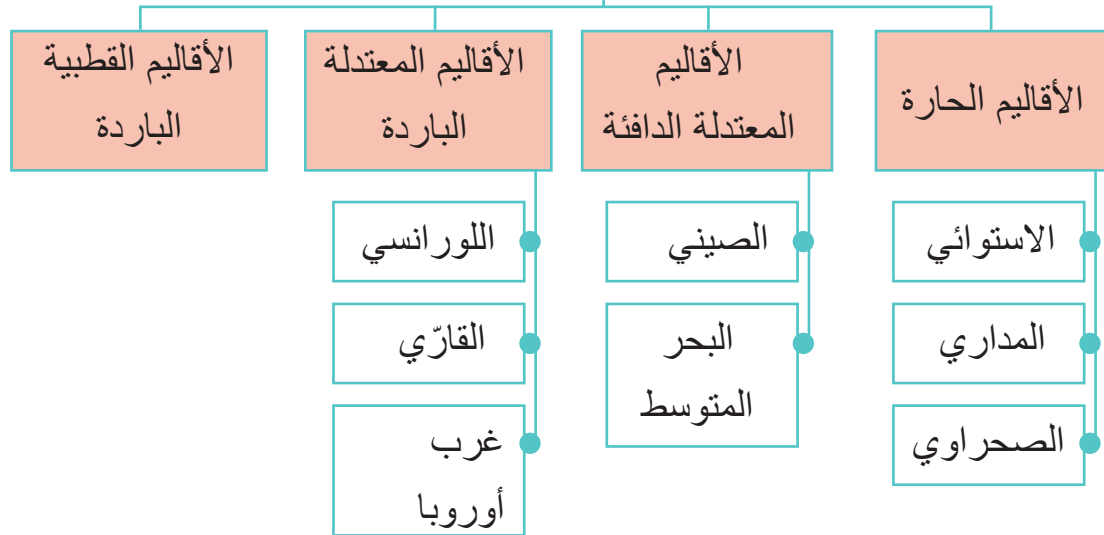 الأقاليم الحارة
الأقاليم
المعتدلة الدافئة
الأقاليم المعتدلة
الباردة
الأقاليم القطبية
الباردة
الاستوائي
المداري
الصحراوي
الصيني
البحر
المتوسط
اللورانسي
القارّي
غرب
أوروبا